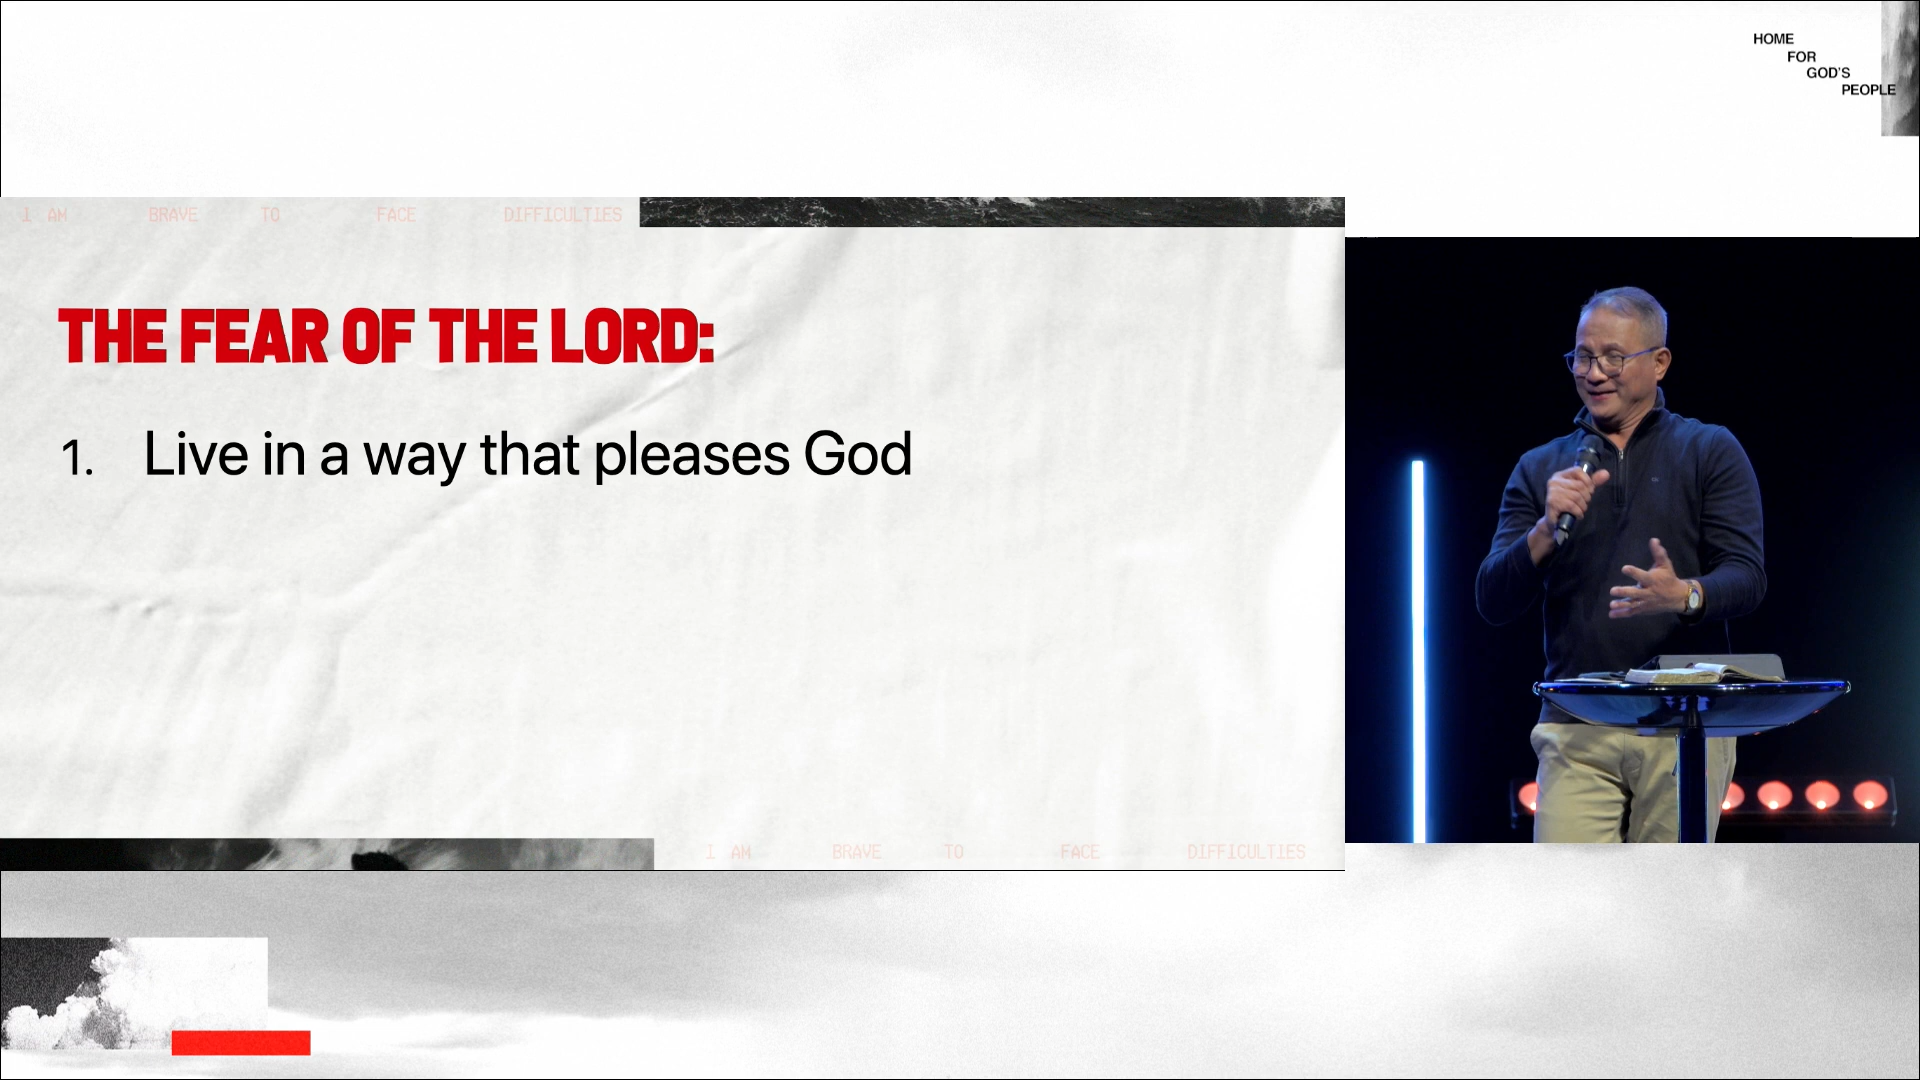 HOME
FOR
GOD'S
PEOPLE
I AM BRAVE TO FACE DIFFICULTIES
THE FEAR OF THE LORD:
1. Live in a way that pleases God
I AM BRAVE TO FACE DIFFICULTIES